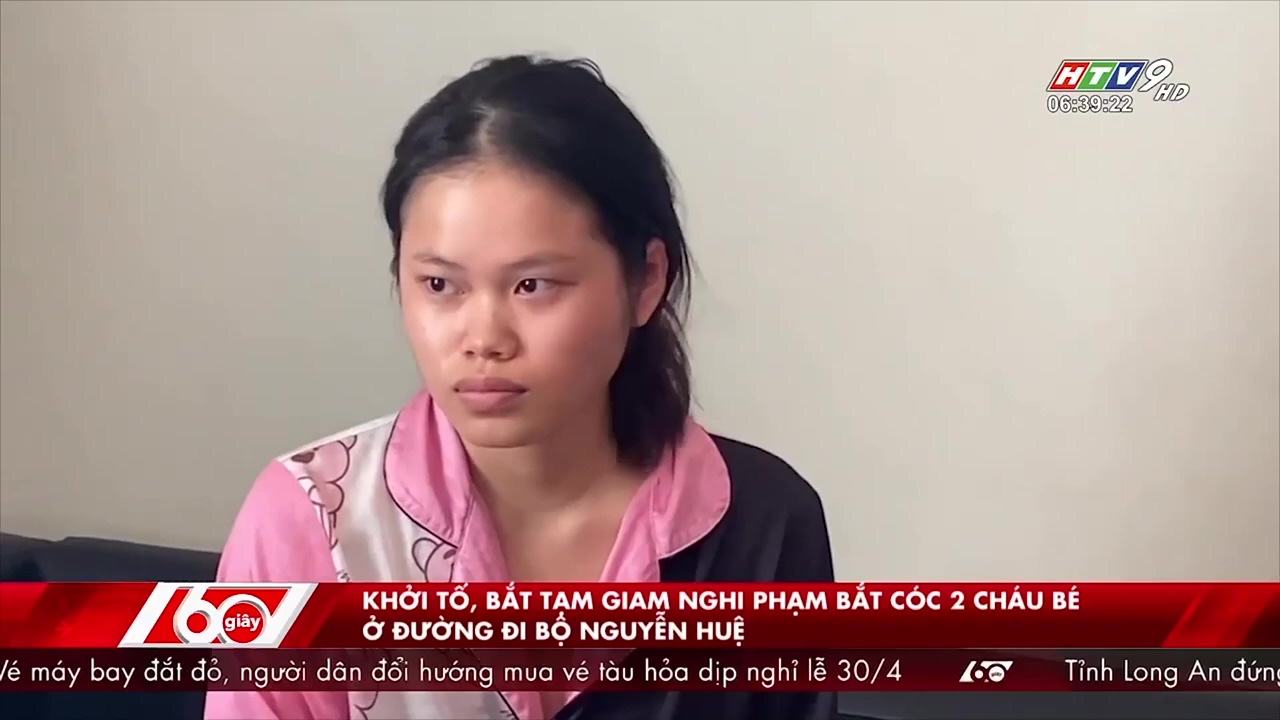 HTV9 HD
06:39:22
KHỞI TỐ, BẮT TẠM GIAM NGHI PHẠM BẮT CÓC 2 CHÁU BÉ
60 giây
Ở ĐƯỜNG ĐI BỘ NGUYỄN HUỆ
Vé máy bay đắt đỏ, người dân đổi hướng mua vé tàu hỏa dịp nghỉ lễ 30/4 60 giây Tỉnh Long An đứng